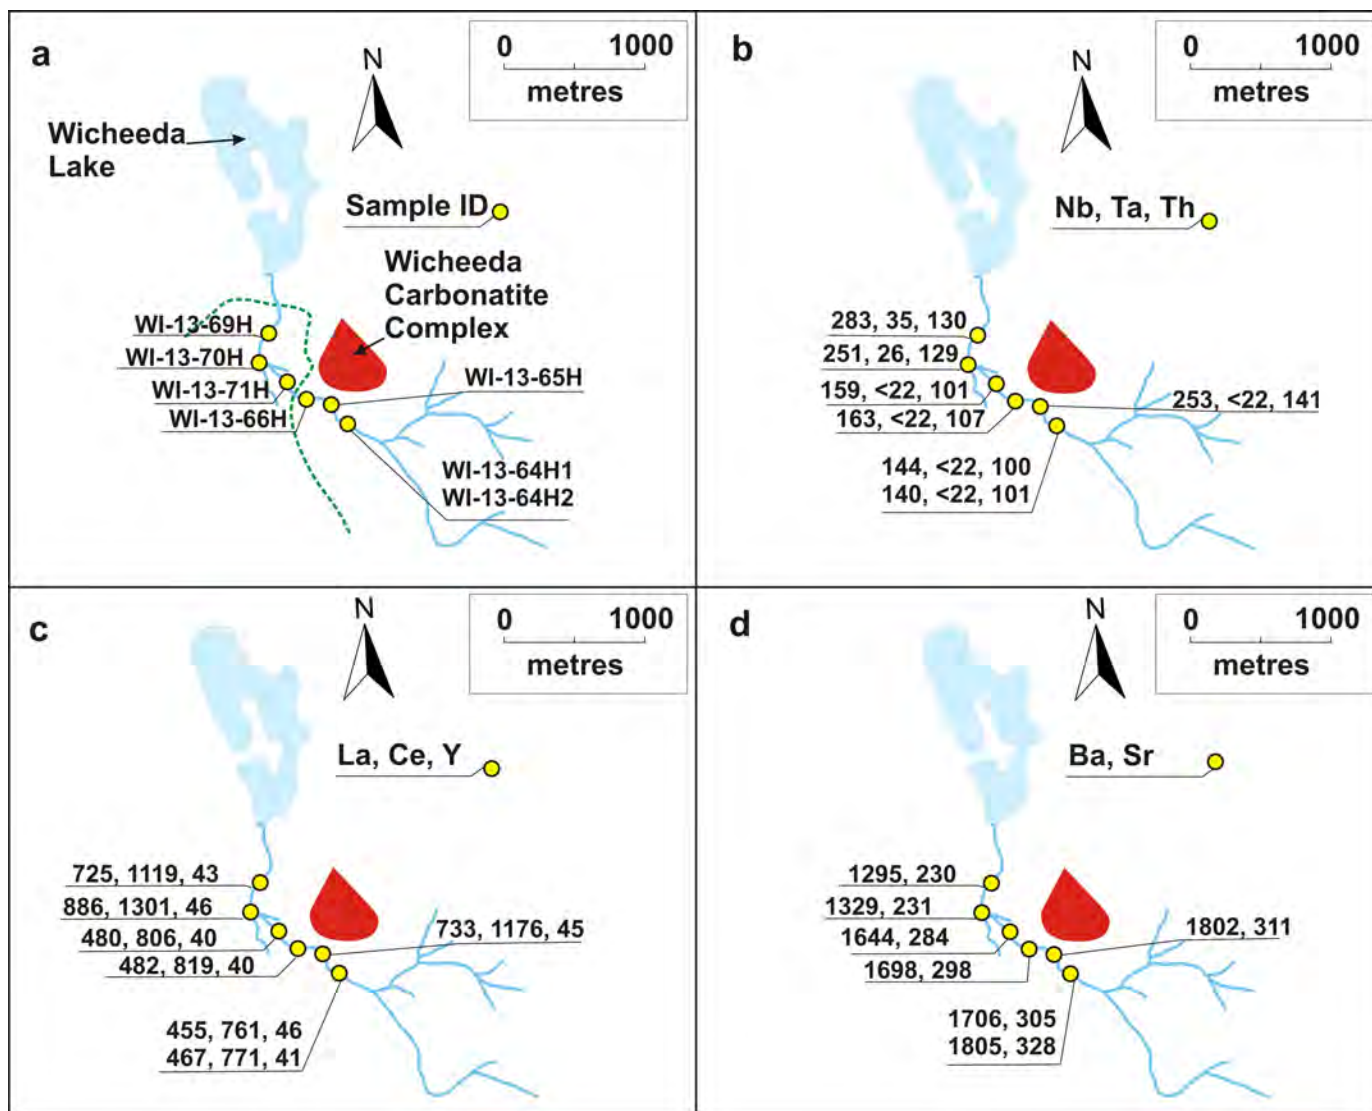 a
0 1000
metres
N
Wicheeda
Lake
Sample ID
Wicheeda
Carbonatite
Complex
WI-13-69H
WI-13-70H
WI-13-71H
WI-13-66H
WI-13-65H
WI-13-64H1
WI-13-64H2
b
0 1000
metres
N
Nb, Ta, Th
283, 35, 130
251, 26, 129
159, <22, 101
163, <22, 107
253, <22, 141
144, <22, 100
140, <22, 101
c
0 1000
metres
N
La, Ce, Y
725, 1119, 43
886, 1301, 46
480, 806, 40
482, 819, 40
733, 1176, 45
455, 761, 46
467, 771, 41
d
0 1000
metres
N
Ba, Sr
1295, 230
1329, 231
1644, 284
1698, 298
1802, 311
1706, 305
1805, 328